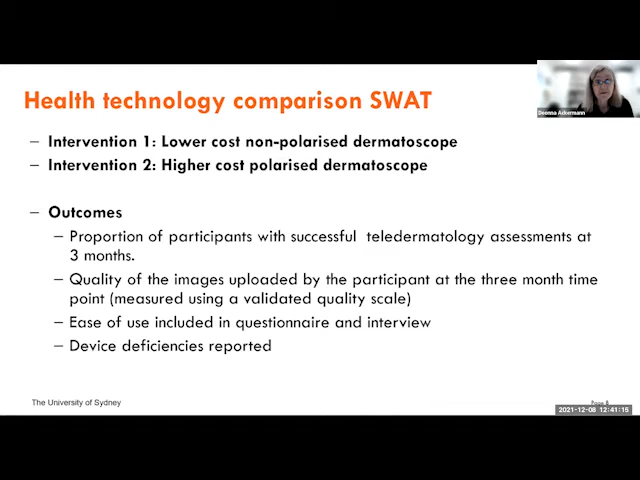 Health technology comparison SWAT
– Intervention 1: Lower cost non-polarised dermatoscope
– Intervention 2: Higher cost polarised dermatoscope
– Outcomes
– Proportion of participants with successful teledermatology assessments at
3 months.
– Quality of the images uploaded by the participant at the three month time
point (measured using a validated quality scale)
– Ease of use included in questionnaire and interview
– Device deficiencies reported
The University of Sydney
Page 8
2021-12-08 12:41:15
Deonna Ackermann